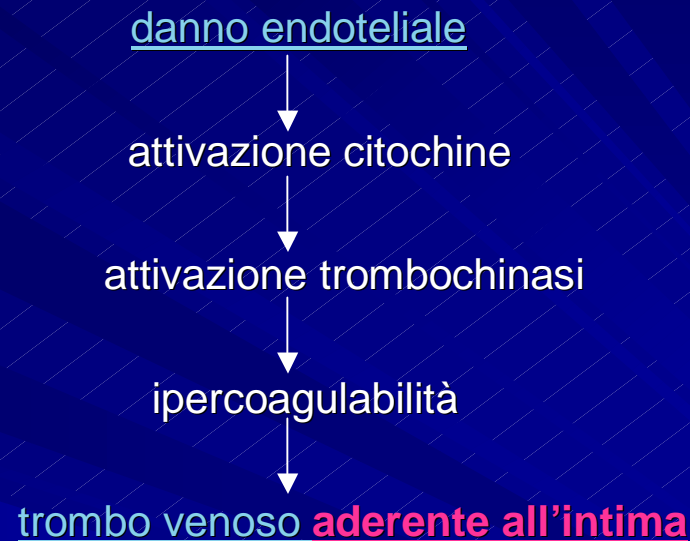 danno endoteliale
attivazione citochine
attivazione trombochinasi
ipercoagulabilità
trombo venoso aderente all’intima